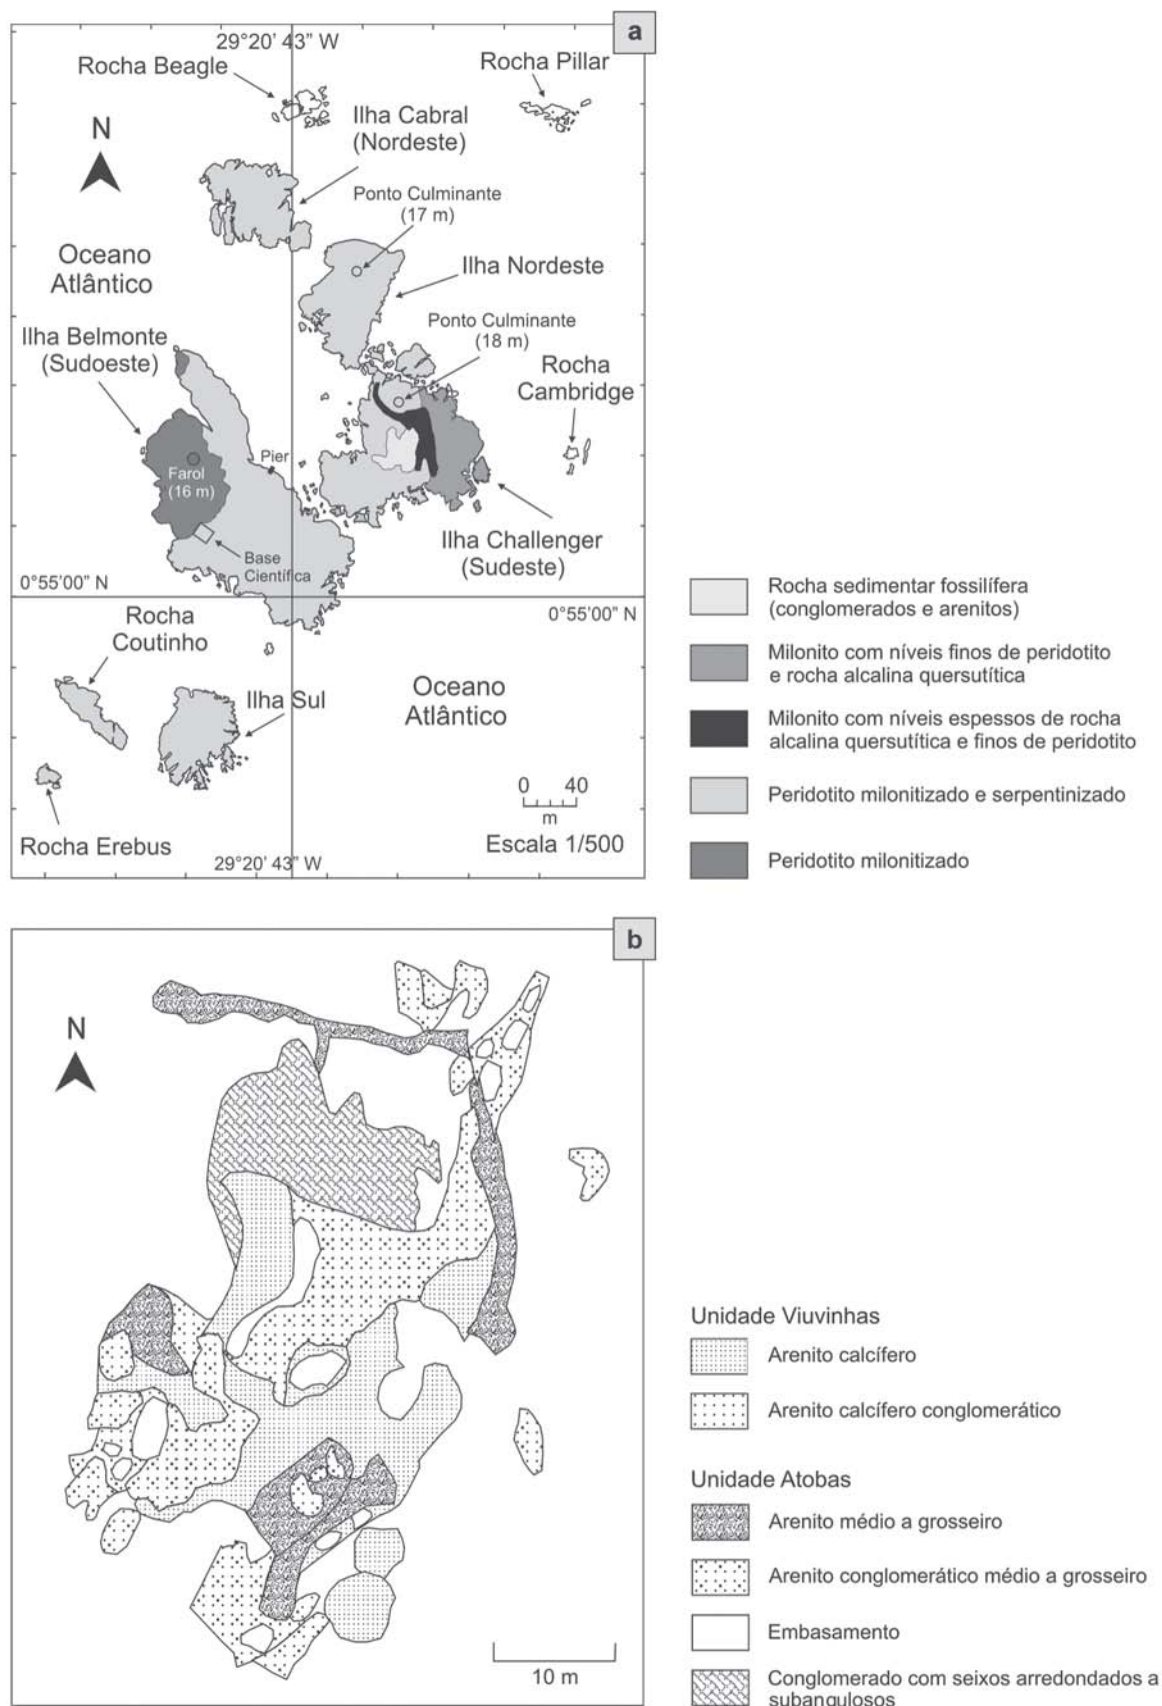 a
29°20' 43" W
Rocha Beagle
Rocha Pillar
N
Ilha Cabral
(Nordeste)
Ponto Culminante
(17 m)
Oceano
Atlântico
Ilha Nordeste
Ponto Culminante
(18 m)
Ilha Belmonte
(Sudoeste)
Rocha
Cambridge
Pier
Farol
(16 m)
Ilha Challenger
(Sudeste)
Base
Científica
0°55'00" N
0°55'00" N
Rocha
Coutinho
Ilha Sul
Oceano
Atlântico
0 40
m
Escala 1/500
Rocha Erebus
29°20' 43" W
Rocha sedimentar fossilífera
(conglomerados e arenitos)
Milonito com níveis finos de peridotito
e rocha alcalina quersutítica
Milonito com níveis espessos de rocha
alcalina quersutítica e finos de peridotito
Peridotito milonitizado e serpentinizado
Peridotito milonitizado
b
N
10 m
Unidade Viuvinhas
Arenito calcífero
Arenito calcífero conglomerático
Unidade Atobas
Arenito médio a grosseiro
Arenito conglomerático médio a grosseiro
Embasamento
Conglomerado com seixos arredondados a
subangulosos